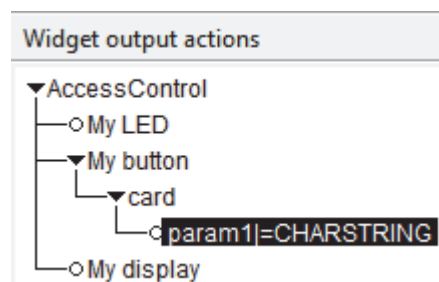 Widget output actions
AccessControl
My LED
My button
card
param1|=CHARSTRING
My display